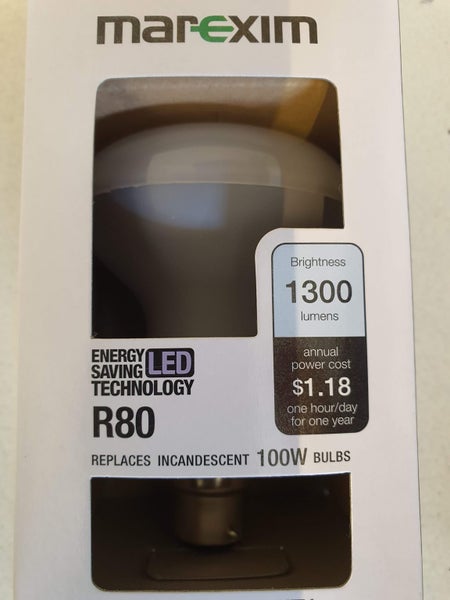 marexim
Brightness
1300
lumens
annual
power cost
$1.18
one hour/day
for one year
ENERGY
SAVING LED
TECHNOLOGY
R80
REPLACES INCANDESCENT 100W BULBS